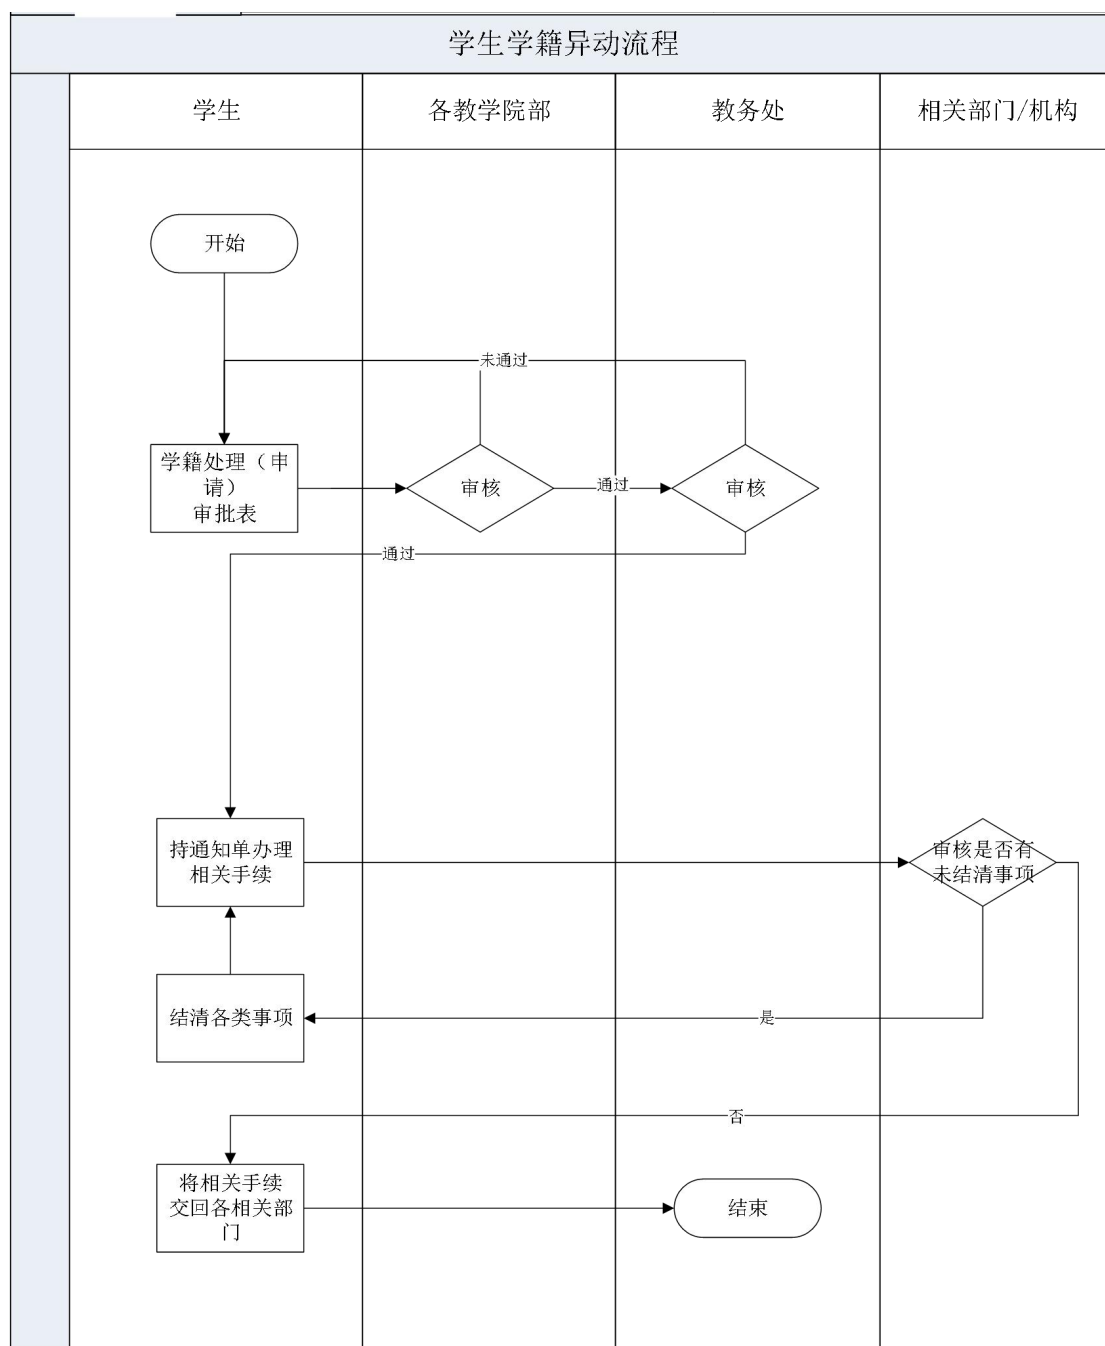 学生学籍异动流程
学生
各教学院部
教务处
相关部门/机构
开始
未通过
学籍处理（申
请）
审批表
审核
通过
审核
通过
持通知单办理
相关手续
审核是否有
未结清事项
结清各类事项
是
否
将相关手续
交回各相关部
门
结束